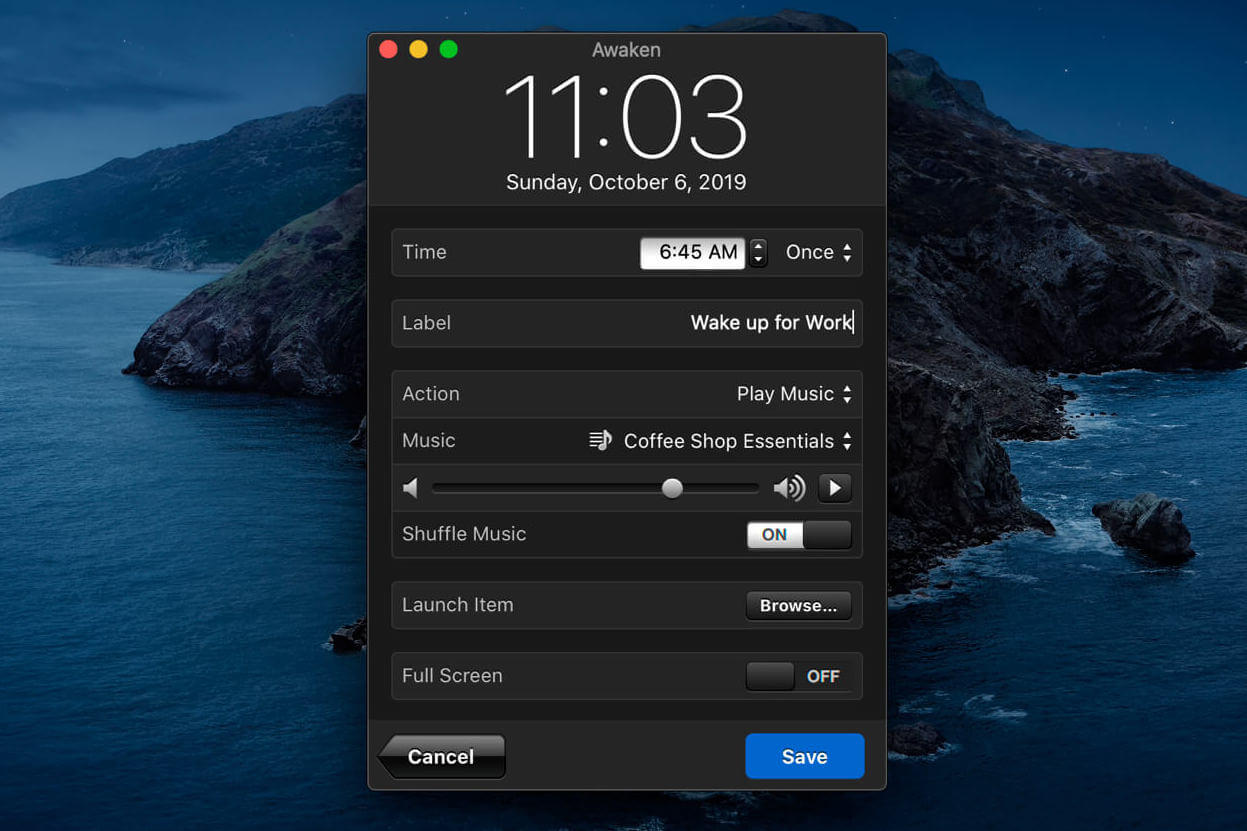 Awaken
11:03
Sunday, October 6, 2019
Time 6:45 AM Once
Label Wake up for Work
Action Play Music
Music Coffee Shop Essentials
Shuffle Music ON
Launch Item Browse...
Full Screen OFF
Cancel Save